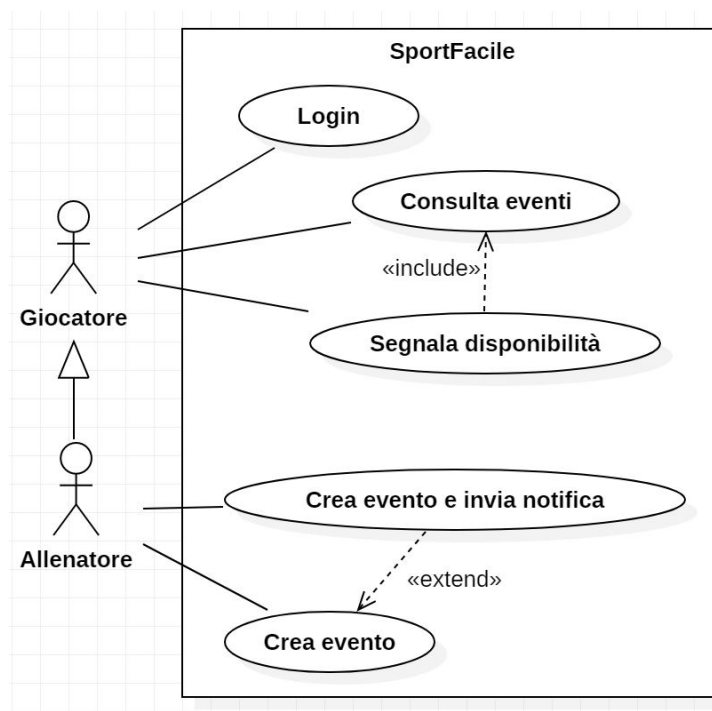 SportFacile
Login
Consulta eventi
«include»
Giocatore
Segnala disponibilità
Crea evento e invia notifica
Allenatore
«extend»
Crea evento